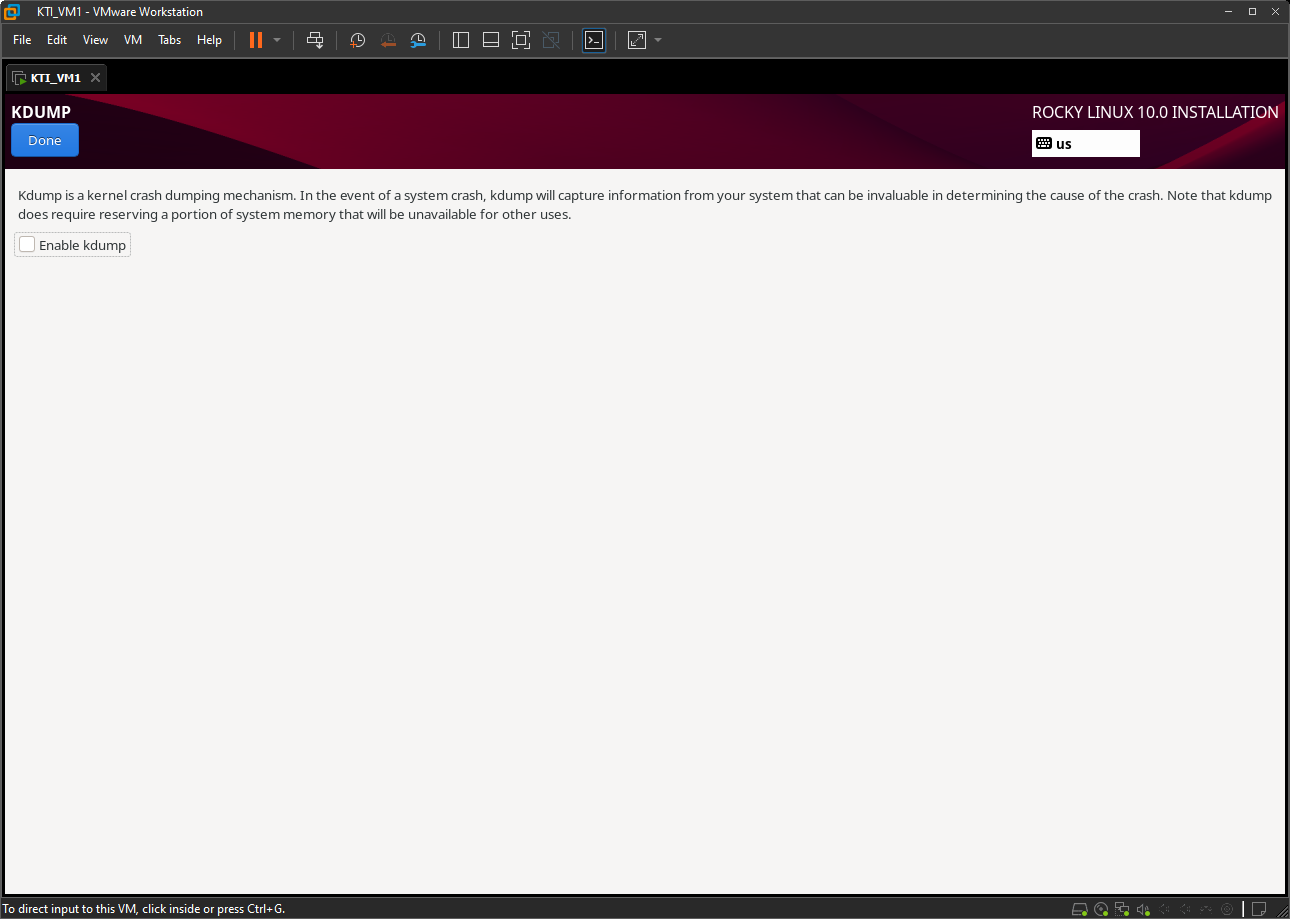 KTI_VM1 - VMware Workstation
File Edit View VM Tabs Help
KTI_VM1
KDUMP
ROCKY LINUX 10.0 INSTALLATION
Done
us
Kdump is a kernel crash dumping mechanism. In the event of a system crash, kdump will capture information from your system that can be invaluable in determining the cause of the crash. Note that kdump
does require reserving a portion of system memory that will be unavailable for other uses.
Enable kdump
To direct input to this VM, click inside or press Ctrl+G.